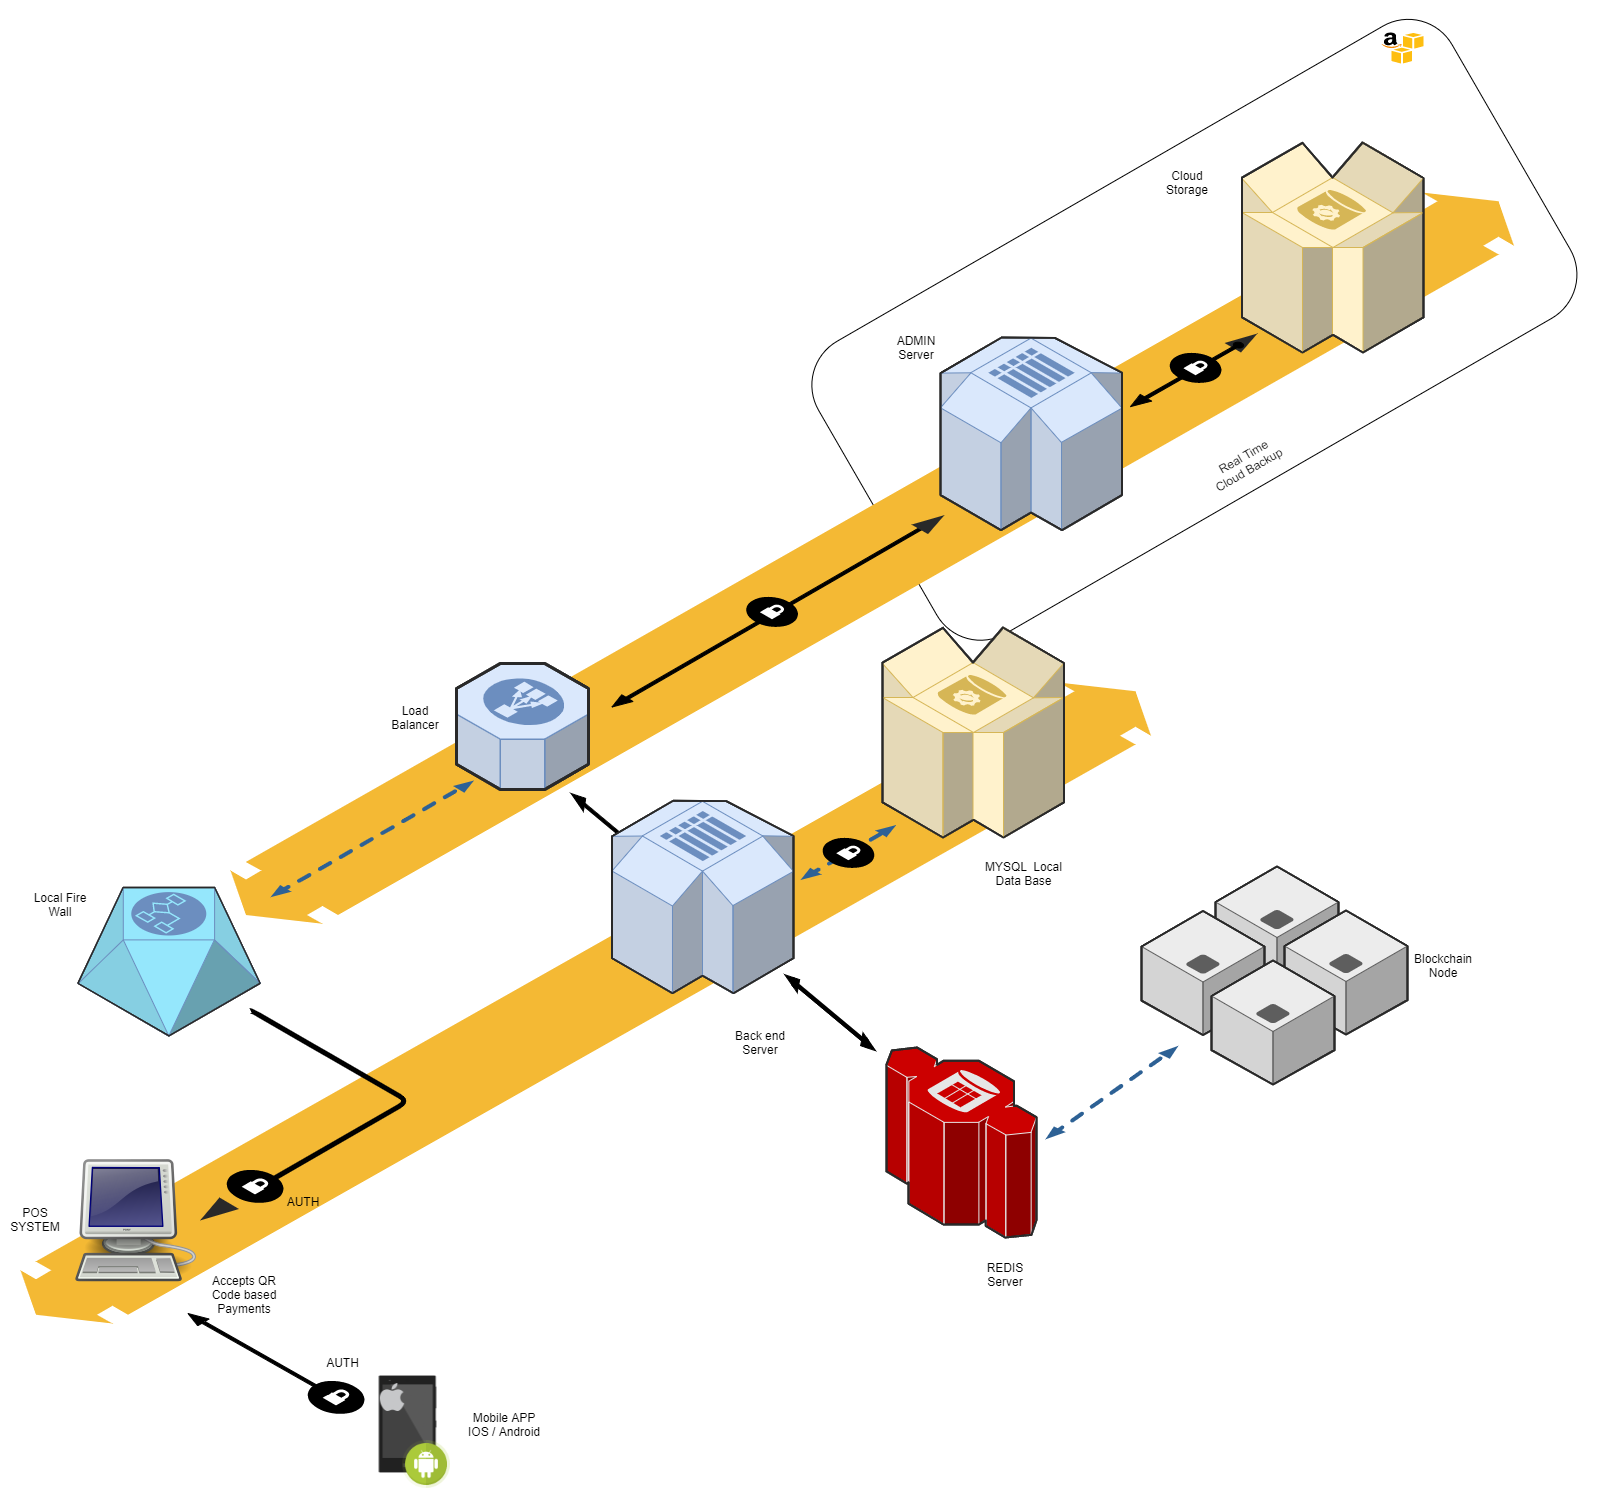 a
Cloud
Storage
ADMIN
Server
Real Time
Cloud Backup
Load
Balancer
MYSQL Local
Data Base
Local Fire
Wall
Blockchain
Node
Back end
Server
AUTH
POS
SYSTEM
REDIS
Server
Accepts QR
Code based
Payments
AUTH
Mobile APP
IOS / Android